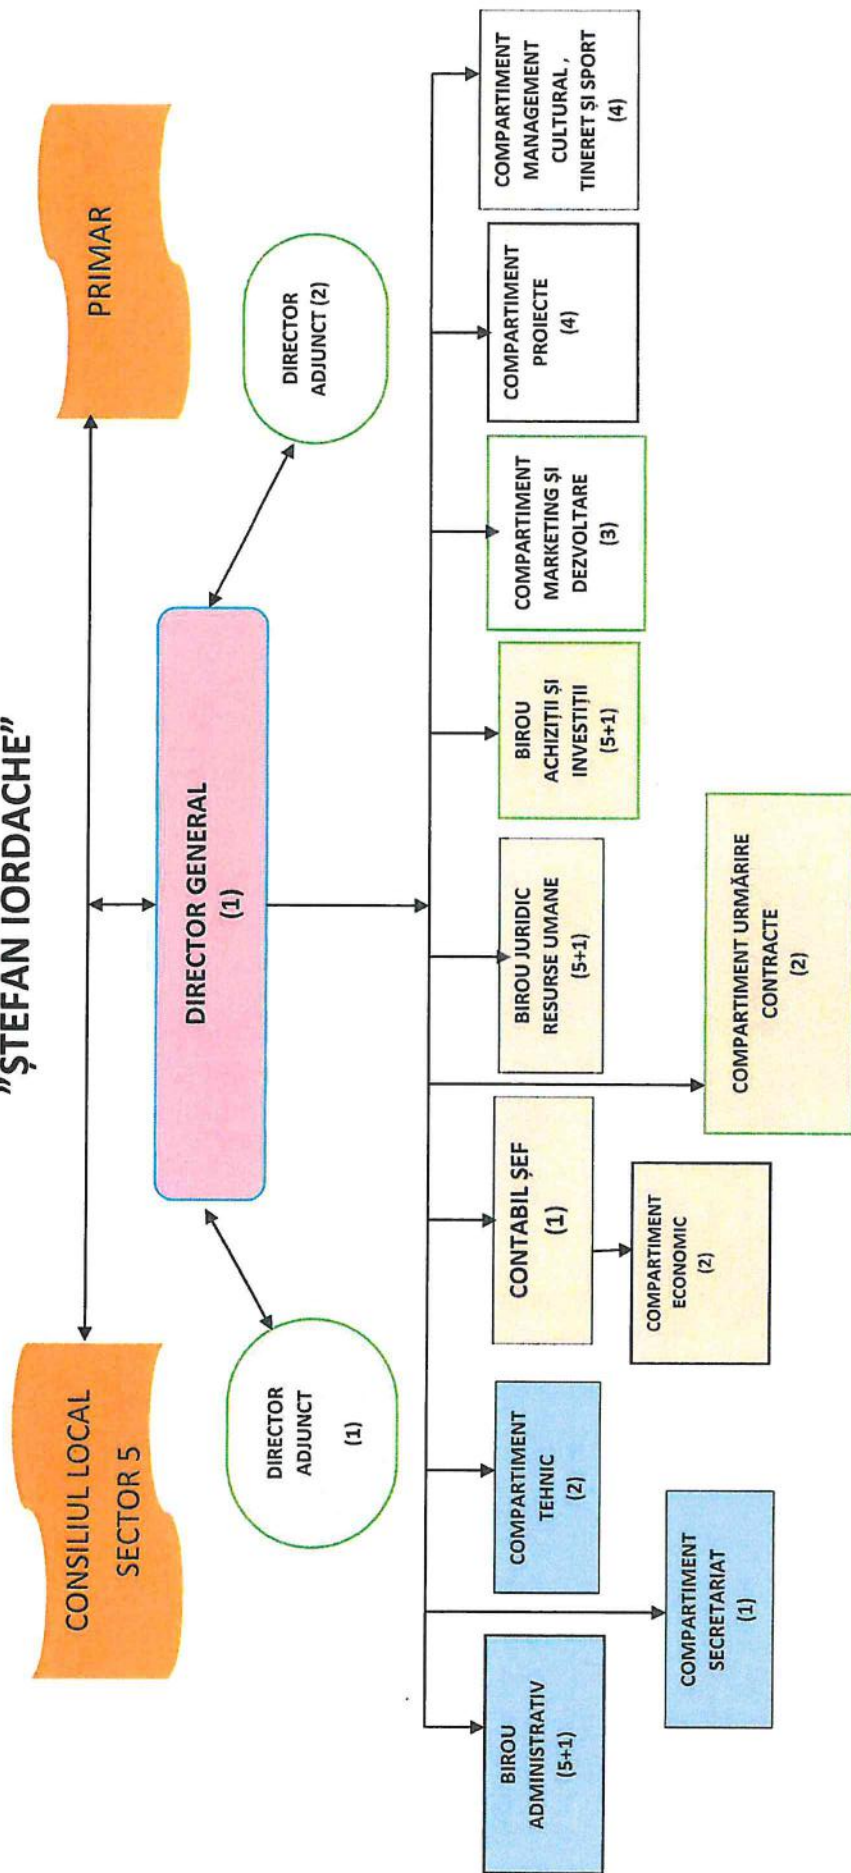 ”ȘTEFAN IORDACHE”
CONSILIUL LOCAL
SECTOR 5
PRIMAR
DIRECTOR GENERAL
(1)
DIRECTOR
ADJUNCT
(1)
DIRECTOR
ADJUNCT (2)
BIROU
ADMINISTRATIV
(5+1)
COMPARTIMENT
SECRETARIAT
(1)
COMPARTIMENT
TEHNIC
(2)
CONTABIL ȘEF
(1)
COMPARTIMENT
ECONOMIC
(2)
COMPARTIMENT URMĂRIRE
CONTRACTE
(2)
BIROU JURIDIC
RESURSE UMANE
(5+1)
BIROU
ACHIZIȚII ȘI
INVESTIȚII
(5+1)
COMPARTIMENT
MARKETING ȘI
DEZVOLTARE
(3)
COMPARTIMENT
PROIECTE
(4)
COMPARTIMENT
MANAGEMENT
CULTURAL ,
TINERET ȘI SPORT
(4)